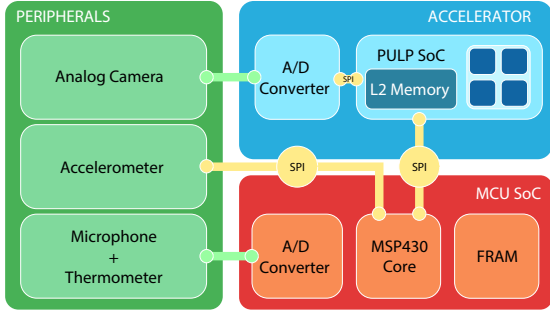 PERIPHERALS
Analog Camera
Accelerometer
Microphone
+
Thermometer
ACCELERATOR
A/D
Converter
SPI
PULP SoC
L2 Memory
SPI
SPI
MCU SoC
A/D
Converter
MSP430
Core
FRAM